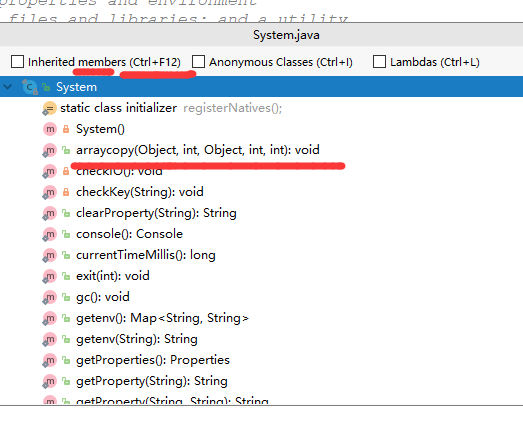 properties and environment
files and libraries; and a utility
System.java
Inherited members (Ctrl+F12) Anonymous Classes (Ctrl+I) Lambdas (Ctrl+L)
System
static class initializer registerNatives();
System()
arraycopy(Object, int, Object, int, int): void
checkIO(): void
checkKey(String): void
clearProperty(String): String
console(): Console
currentTimeMillis(): long
exit(int): void
gc(): void
getenv(): Map<String, String>
getenv(String): String
getProperties(): Properties
getProperty(String): String
getProperty(String, String): String